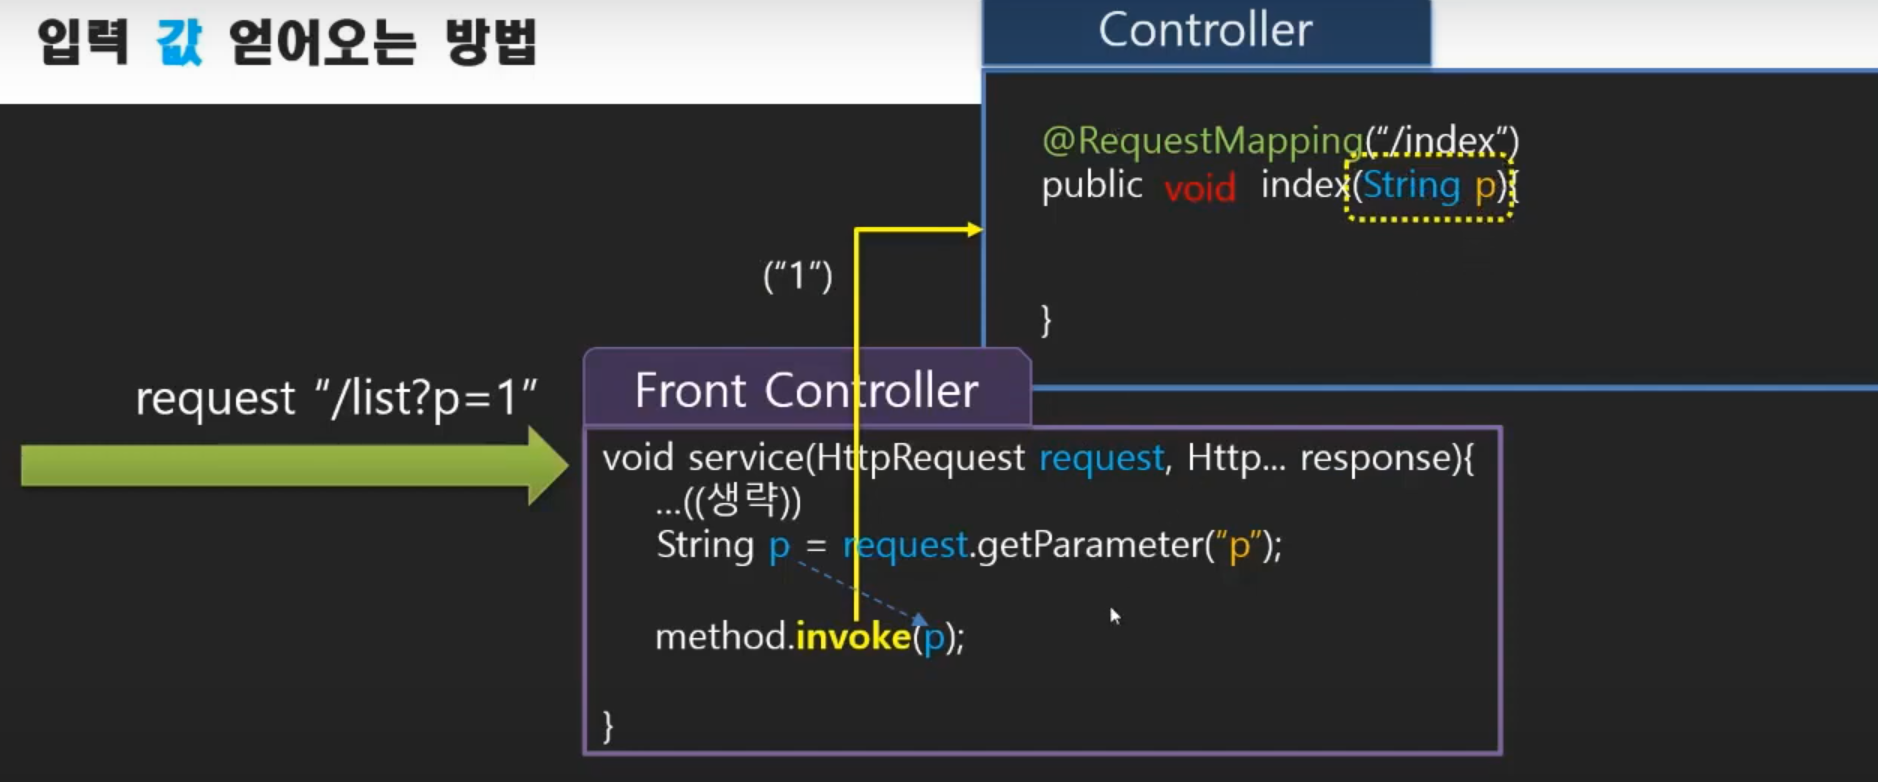 입력 값 얻어오는 방법
Controller
@RequestMapping(“/index”)
public void index(String p){
}
(“1”)
request “/list?p=1”
Front Controller
void service(HttpRequest request, Http... response){
...((생략))
String p = request.getParameter(“p”);
method.invoke(p);
}